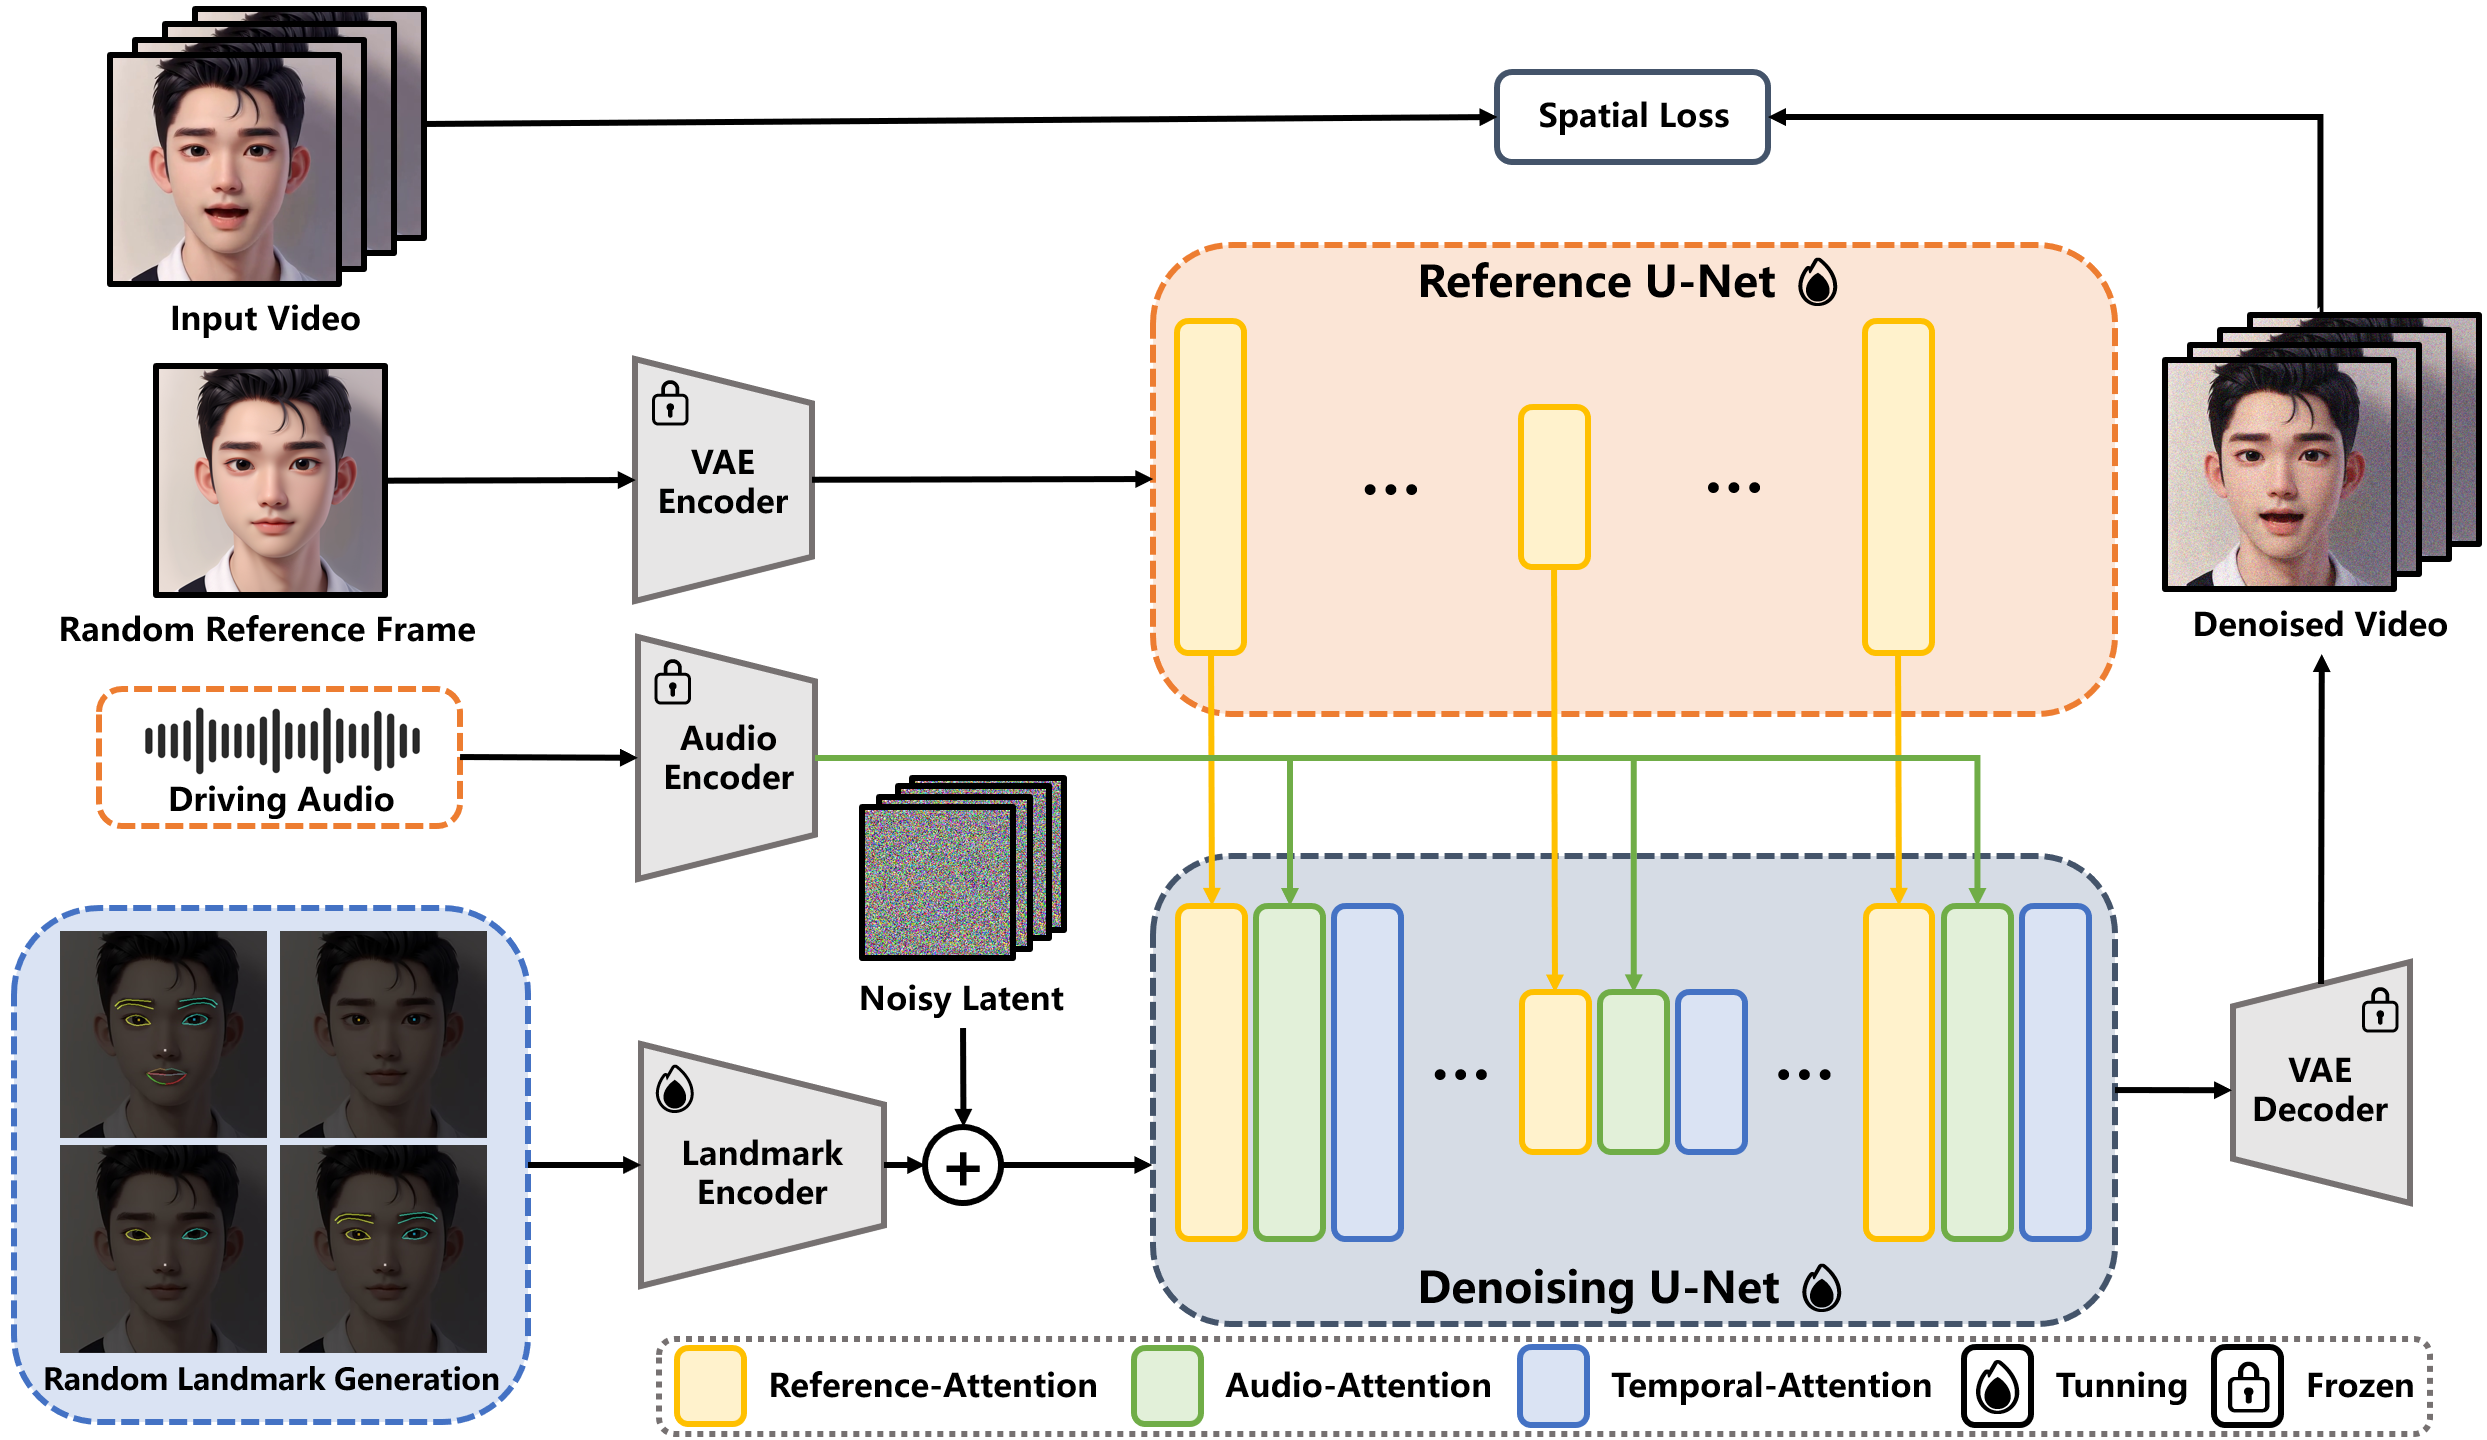 Spatial Loss
Input Video
Reference U-Net
VAE
Encoder
Random Reference Frame
Denoised Video
Audio
Encoder
Driving Audio
Noisy Latent
Landmark
Encoder
+
VAE
Decoder
Denoising U-Net
Random Landmark Generation
Reference-Attention
Audio-Attention
Temporal-Attention
Tunning
Frozen